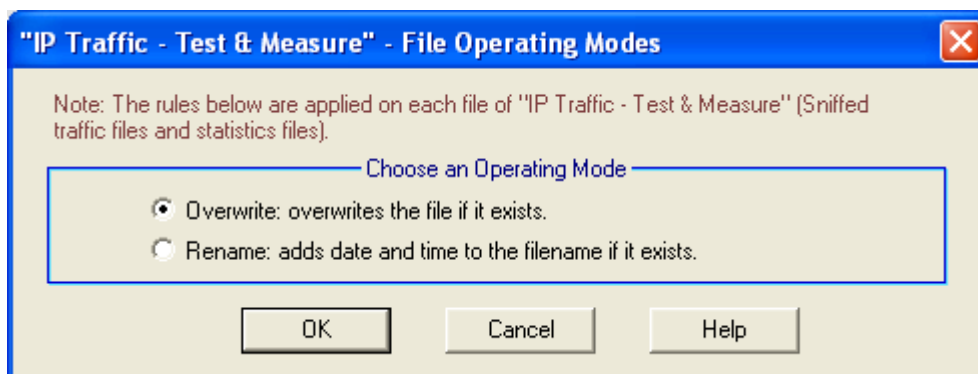 "IP Traffic - Test & Measure" - File Operating Modes
Note: The rules below are applied on each file of "IP Traffic - Test & Measure" (Sniffed
traffic files and statistics files).
Choose an Operating Mode
Overwrite: overwrites the file if it exists.
Rename: adds date and time to the filename if it exists.
OK Cancel Help